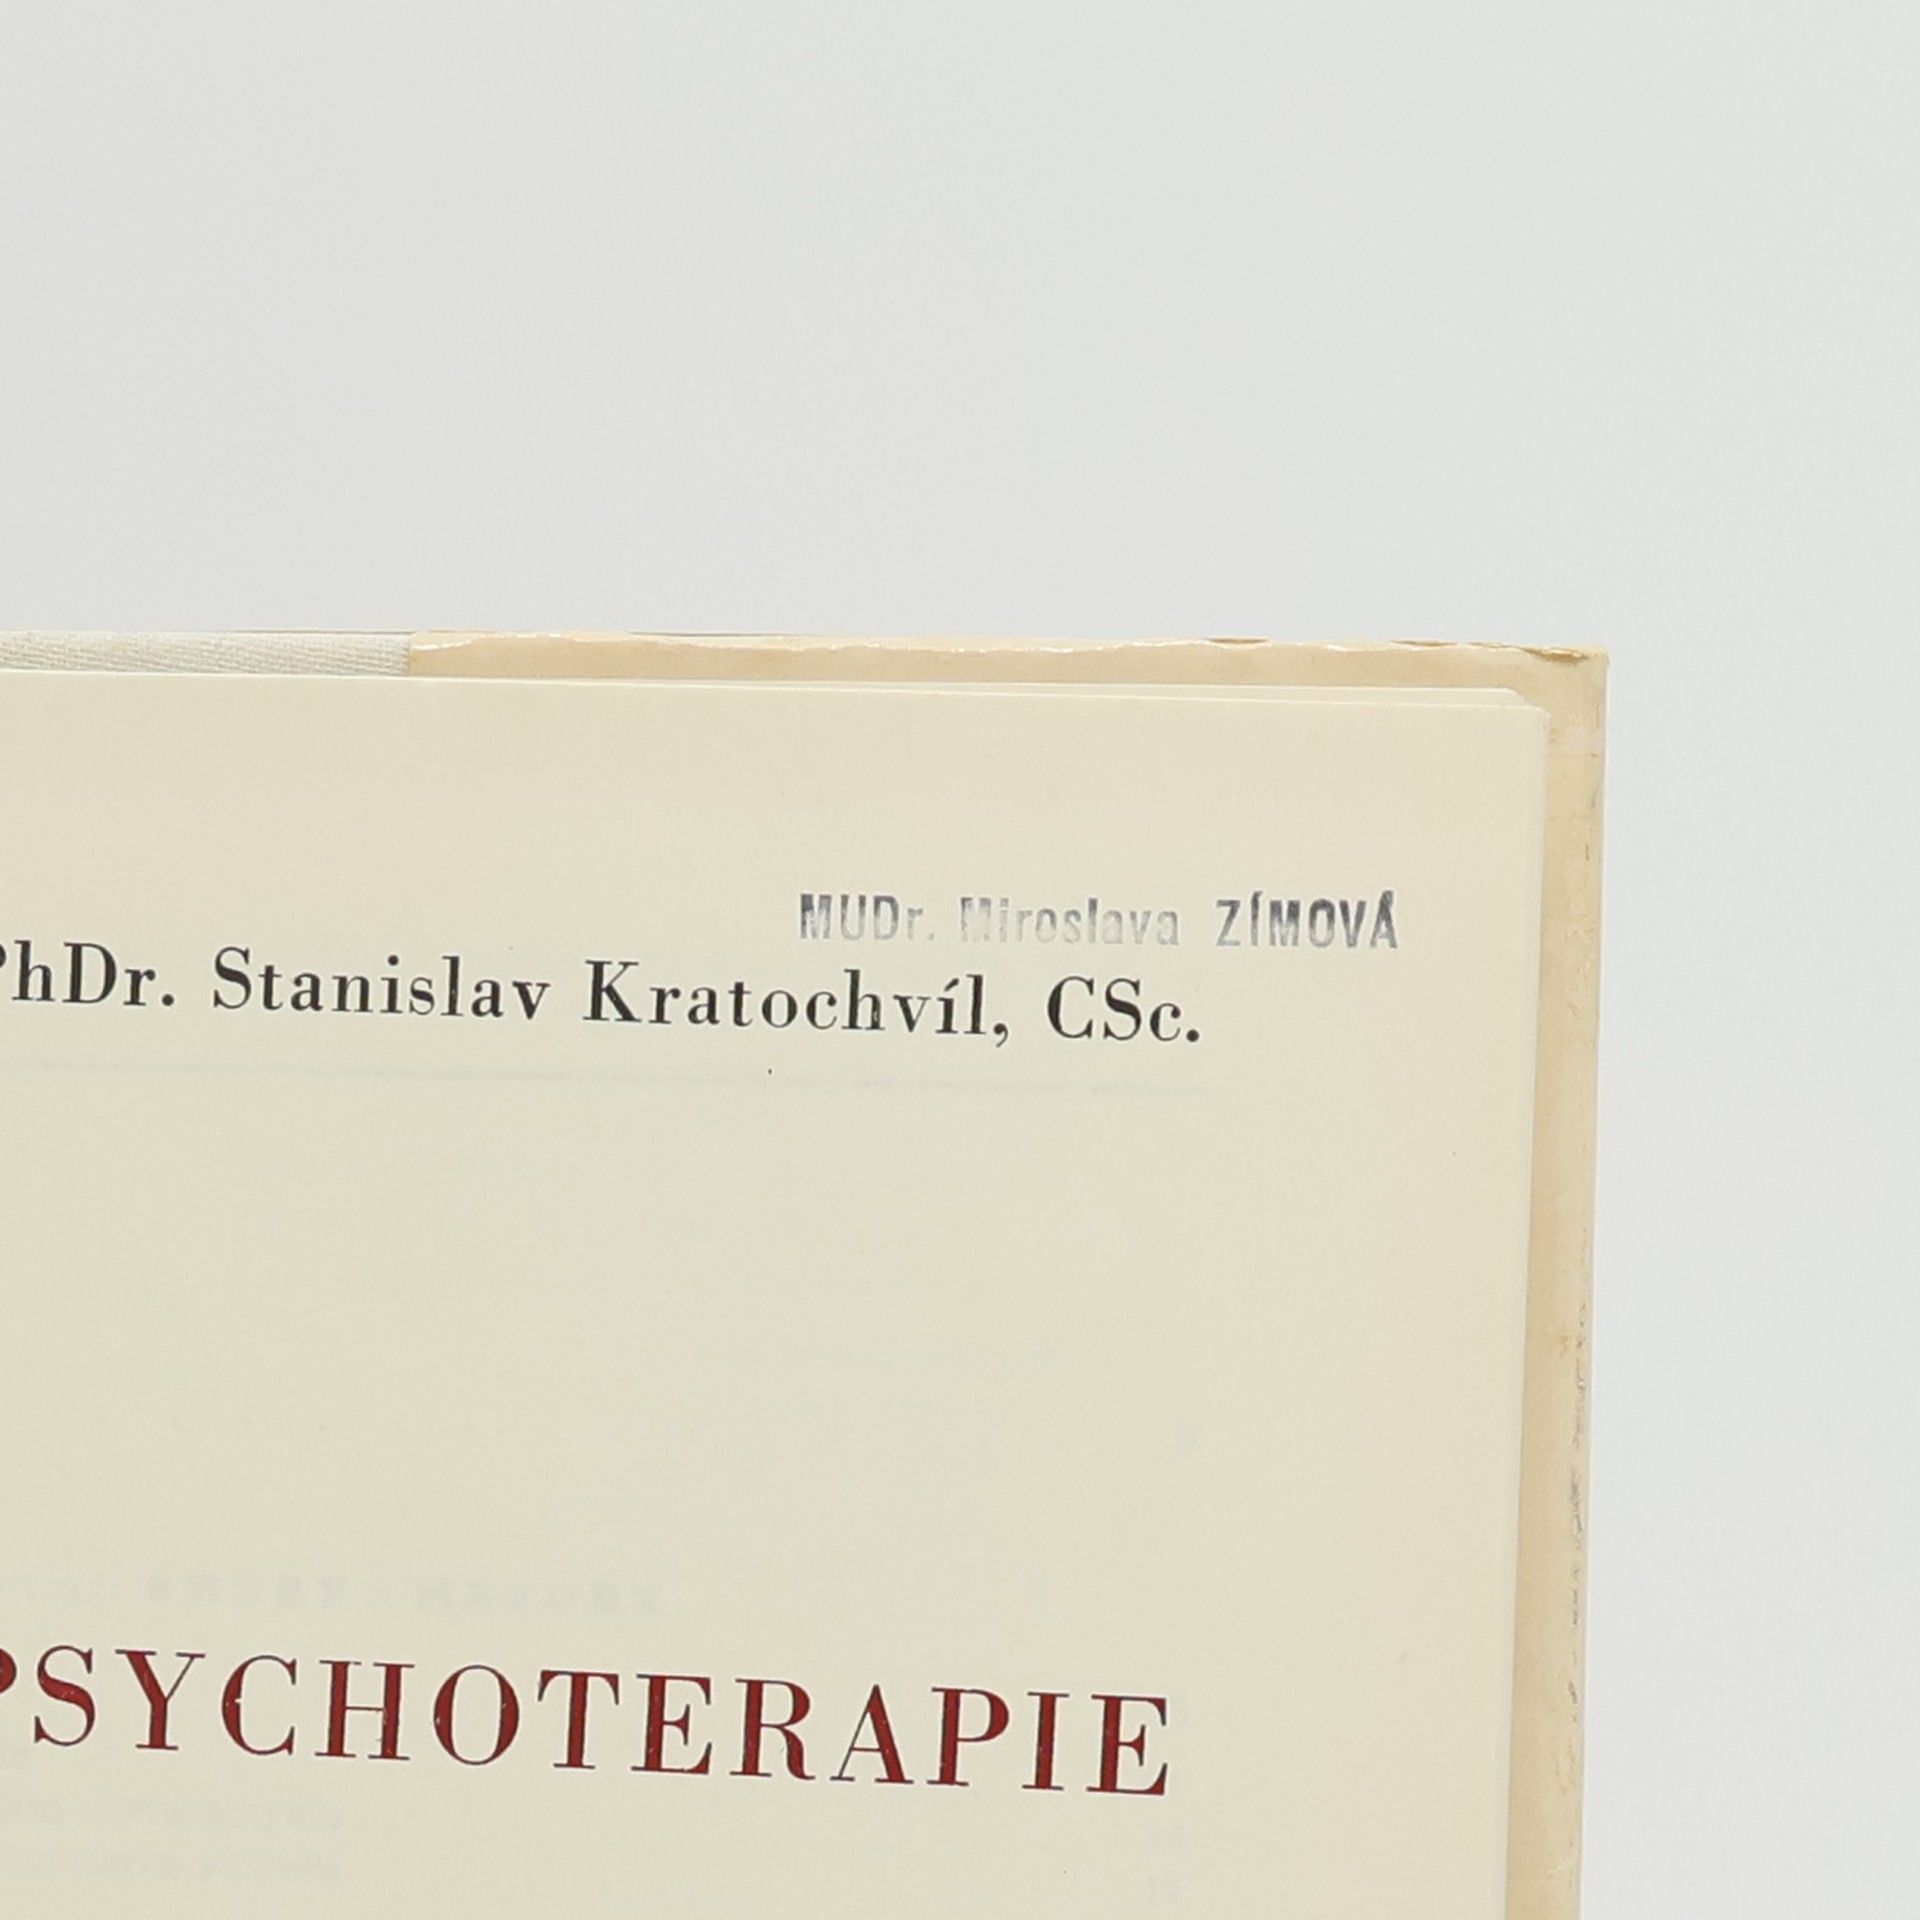 MUDr. Miroslava ZÍMOVÁ
PhDr. Stanislav Kratochvíl, CSc.
PSYCHOTERAPIE